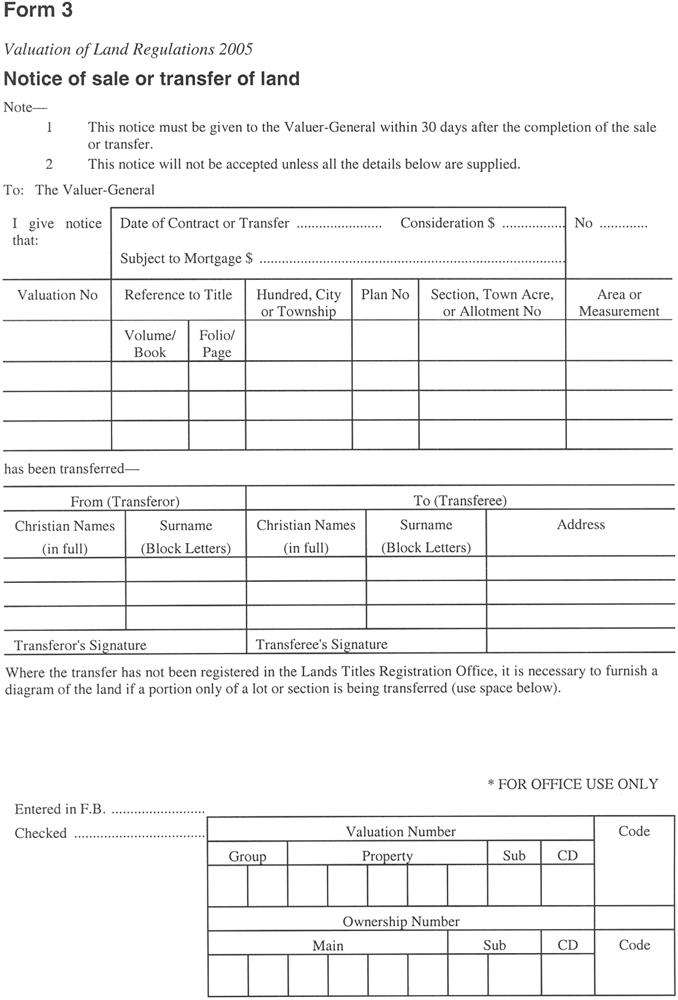 Form 3
Valuation of Land Regulations 2005
Notice of sale or transfer of land
Note—
1 This notice must be given to the Valuer-General within 30 days after the completion of the sale
or transfer.
2 This notice will not be accepted unless all the details below are supplied.
To: The Valuer-General
I give notice
that:
Date of Contract or Transfer ....................... Consideration $ ................. No .............
Subject to Mortgage $ ..................................................................................
Valuation No
Reference to Title
Hundred, City
or Township
Plan No
Section, Town Acre,
or Allotment No
Area or
Measurement
Volume/
Book
Folio/
Page
has been transferred—
From (Transferor)
To (Transferee)
Christian Names
(in full)
Surname
(Block Letters)
Christian Names
(in full)
Surname
(Block Letters)
Address
Transferor's Signature
Transferee's Signature
Where the transfer has not been registered in the Lands Titles Registration Office, it is necessary to furnish a
diagram of the land if a portion only of a lot or section is being transferred (use space below).
* FOR OFFICE USE ONLY
Entered in F.B. .........................
Checked ...................................
Valuation Number
Code
Group
Property
Sub
CD
Ownership Number
Main
Sub
CD
Code